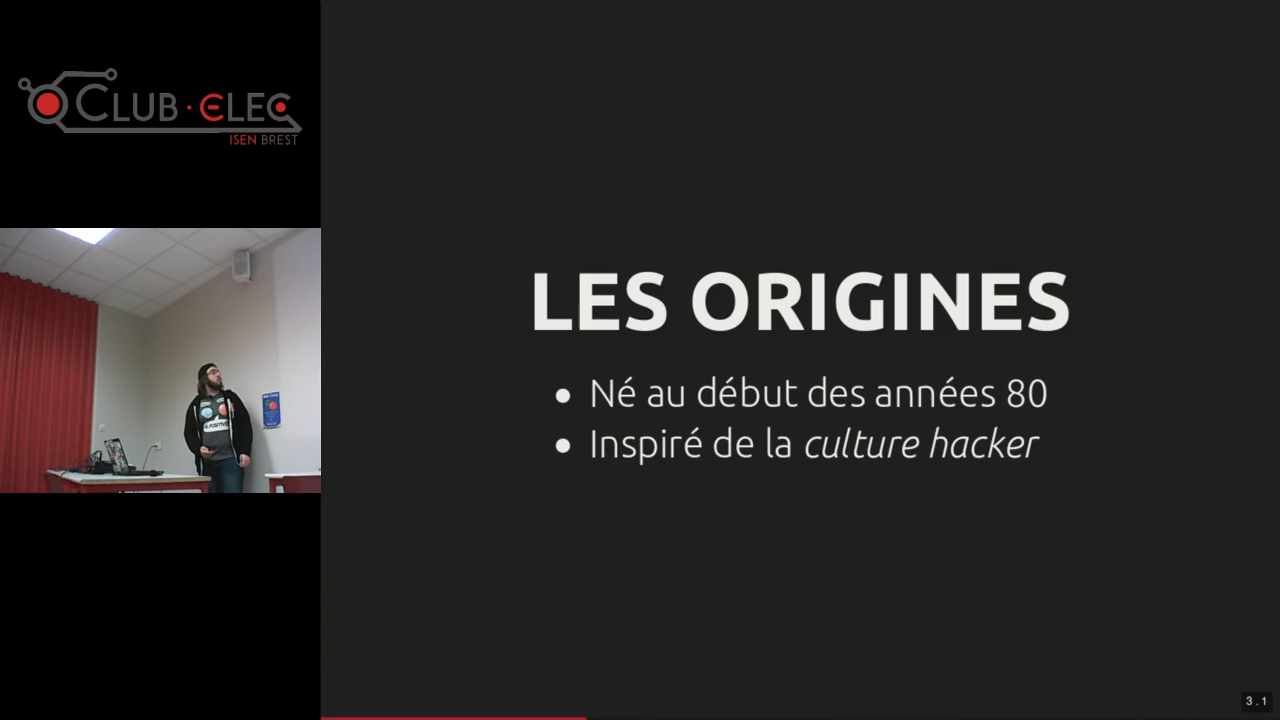 CLUB · ELEC
ISEN BREST
LES ORIGINES
Né au début des années 80
Inspiré de la culture hacker
3.1